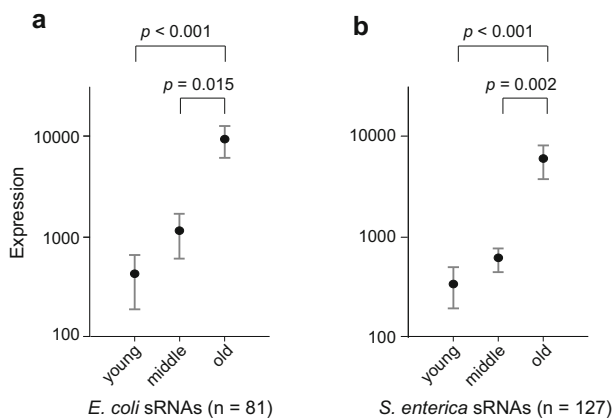 a
p < 0.001
p = 0.015
Expression
10000
1000
100
young
middle
old
E. coli sRNAs (n = 81)
b
p < 0.001
p = 0.002
10000
1000
100
young
middle
old
S. enterica sRNAs (n = 127)